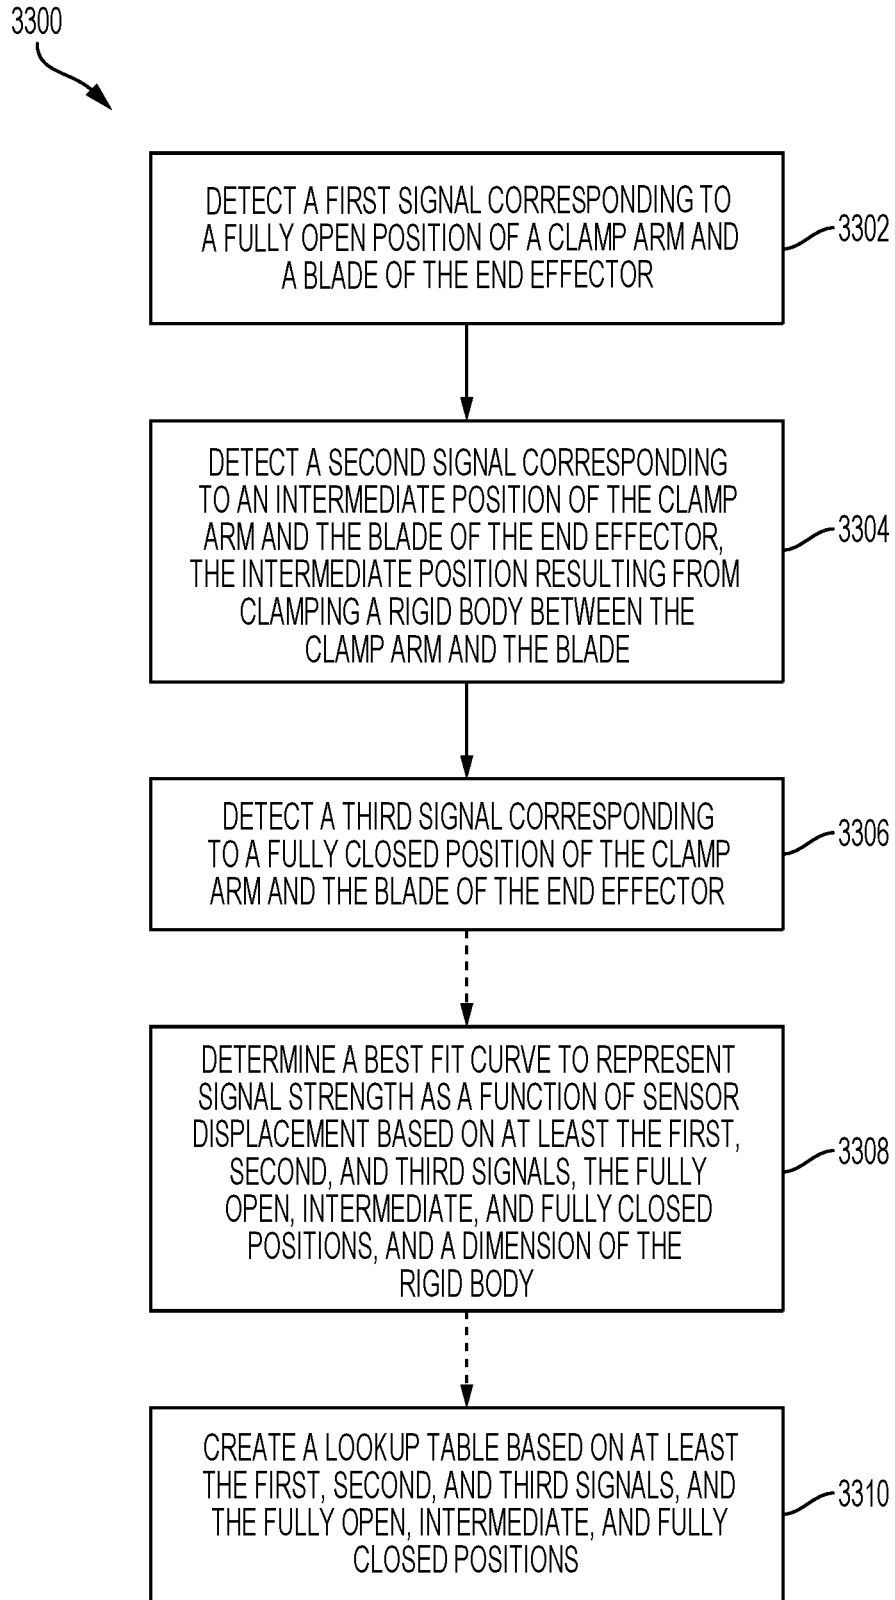 3300
DETECT A FIRST SIGNAL CORRESPONDING TO
A FULLY OPEN POSITION OF A CLAMP ARM AND
A BLADE OF THE END EFFECTOR
3302
DETECT A SECOND SIGNAL CORRESPONDING
TO AN INTERMEDIATE POSITION OF THE CLAMP
ARM AND THE BLADE OF THE END EFFECTOR,
THE INTERMEDIATE POSITION RESULTING FROM
CLAMPING A RIGID BODY BETWEEN THE
CLAMP ARM AND THE BLADE
3304
DETECT A THIRD SIGNAL CORRESPONDING
TO A FULLY CLOSED POSITION OF THE CLAMP
ARM AND THE BLADE OF THE END EFFECTOR
3306
DETERMINE A BEST FIT CURVE TO REPRESENT
SIGNAL STRENGTH AS A FUNCTION OF SENSOR
DISPLACEMENT BASED ON AT LEAST THE FIRST,
SECOND, AND THIRD SIGNALS, THE FULLY
OPEN, INTERMEDIATE, AND FULLY CLOSED
POSITIONS, AND A DIMENSION OF THE
RIGID BODY
3308
CREATE A LOOKUP TABLE BASED ON AT LEAST
THE FIRST, SECOND, AND THIRD SIGNALS, AND
THE FULLY OPEN, INTERMEDIATE, AND FULLY
CLOSED POSITIONS
3310